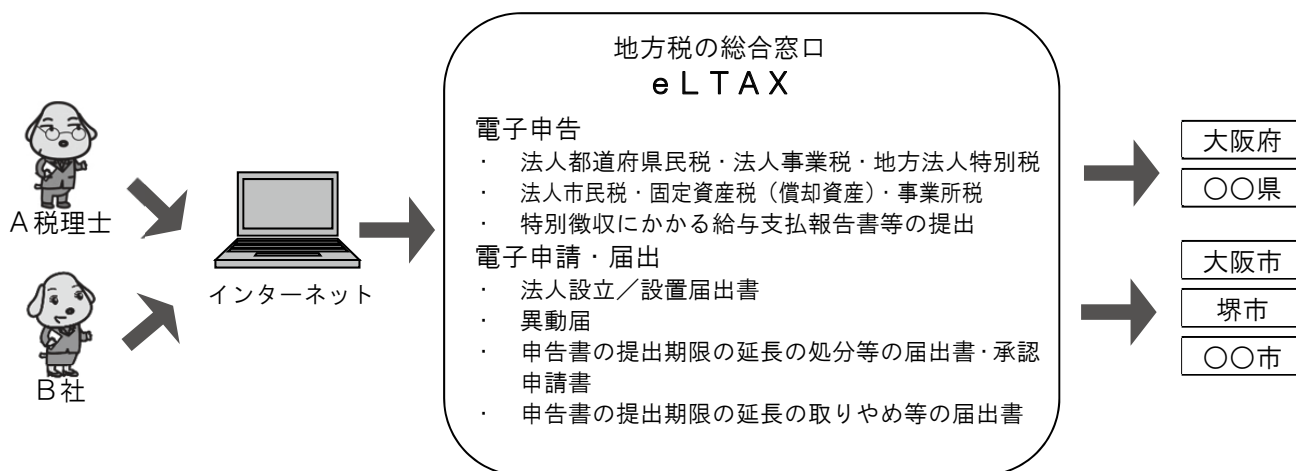 地方税の総合窓口
eLTAX
電子申告
・ 法人都道府県民税・法人事業税・地方法人特別税
・ 法人市民税・固定資産税（償却資産）・事業所税
・ 特別徴収にかかる給与支払報告書等の提出
電子申請・届出
・ 法人設立／設置届出書
・ 異動届
・ 申告書の提出期限の延長の処分等の届出書・承認
申請書
・ 申告書の提出期限の延長の取りやめ等の届出書
A税理士
B社
インターネット
大阪府
〇〇県
大阪市
堺市
〇〇市